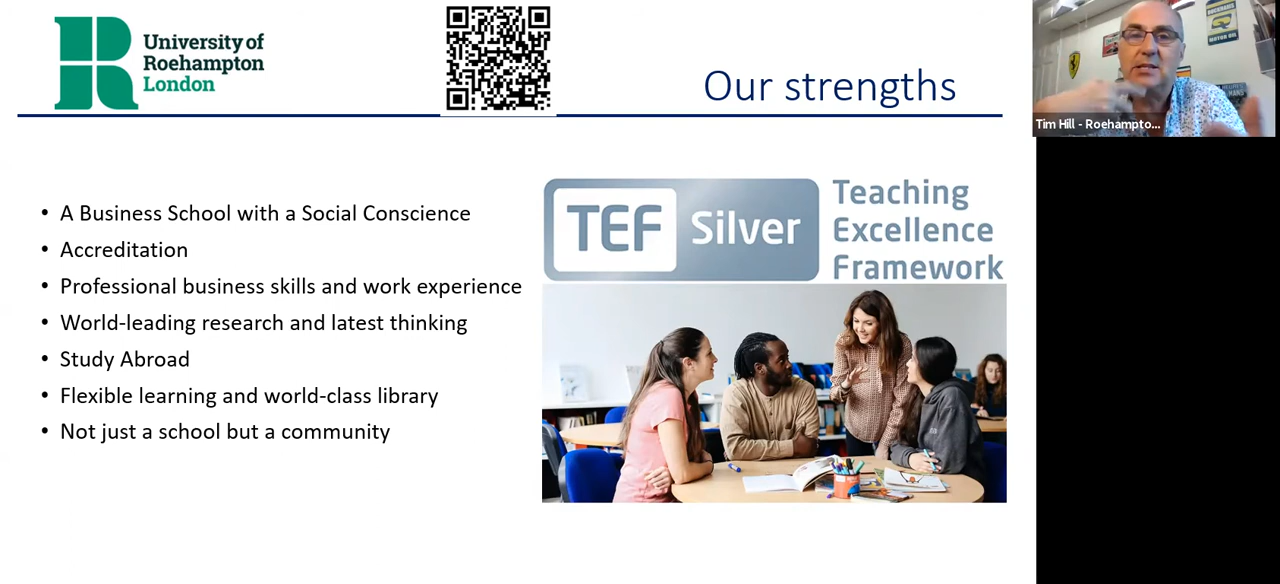 University of
Roehampton
London
Our strengths
Tim Hill - Roehampto...
• A Business School with a Social Conscience
• Accreditation
• Professional business skills and work experience
• World-leading research and latest thinking
• Study Abroad
• Flexible learning and world-class library
• Not just a school but a community
TEF Silver
Teaching
Excellence
Framework
MOTOR OIL